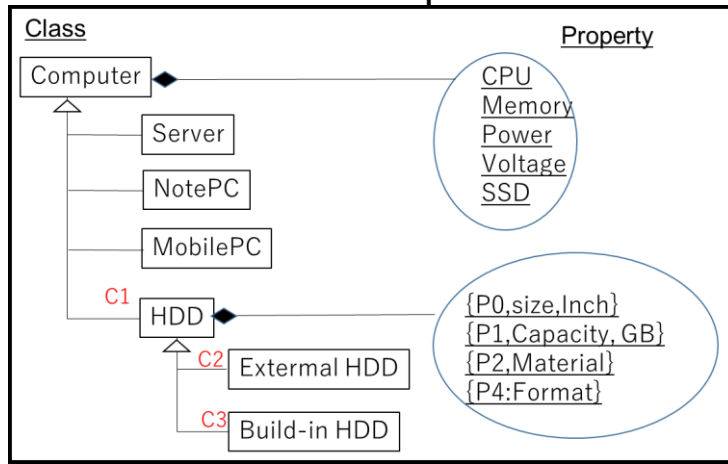 Class
Property
Computer
CPU
Memory
Power
Voltage
SSD
Server
NotePC
MobilePC
C1
HDD
{P0,size,Inch}
{P1,Capacity, GB}
{P2,Material}
{P4:Format}
C2
Extermal HDD
C3
Build-in HDD